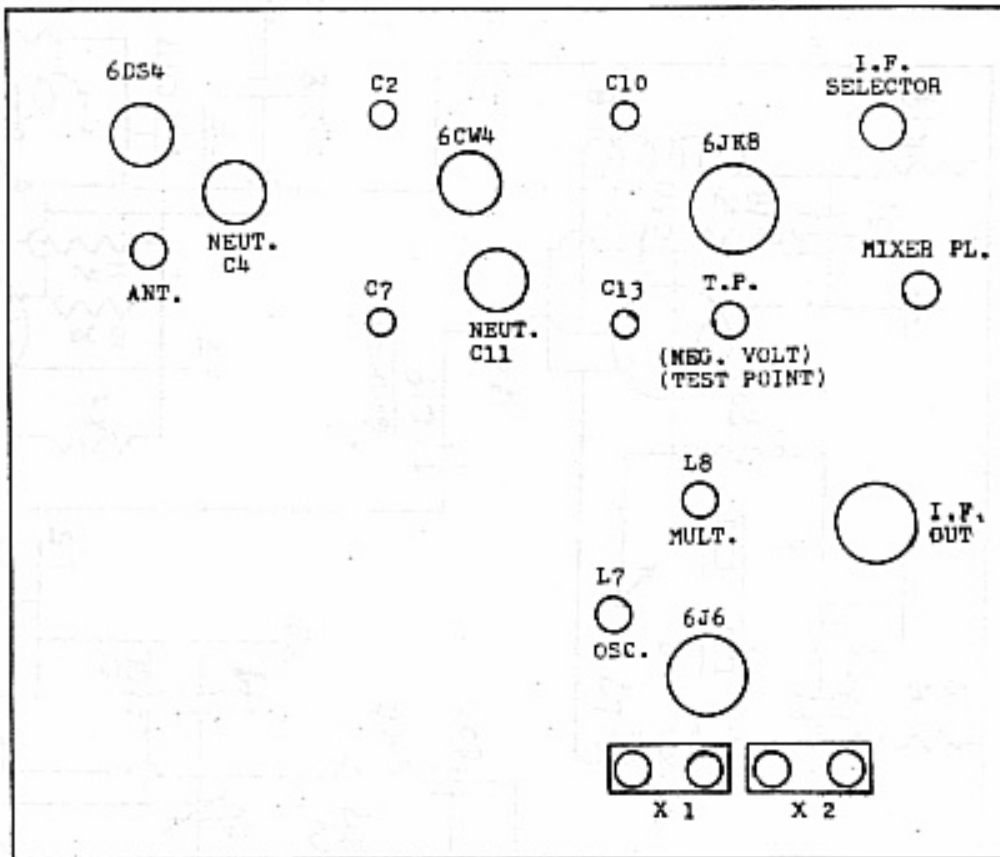 6DS4
C2
C10
I.F.
SELECTOR
6CW4
6JK8
NEUT.
C4
ANT.
MIXER PL.
C7
C13
T.P.
NEUT.
C11
(NEG. VOLT)
(TEST POINT)
L8
MULT.
I.F.
OUT
L7
OSC.
6J6
X 1
X 2